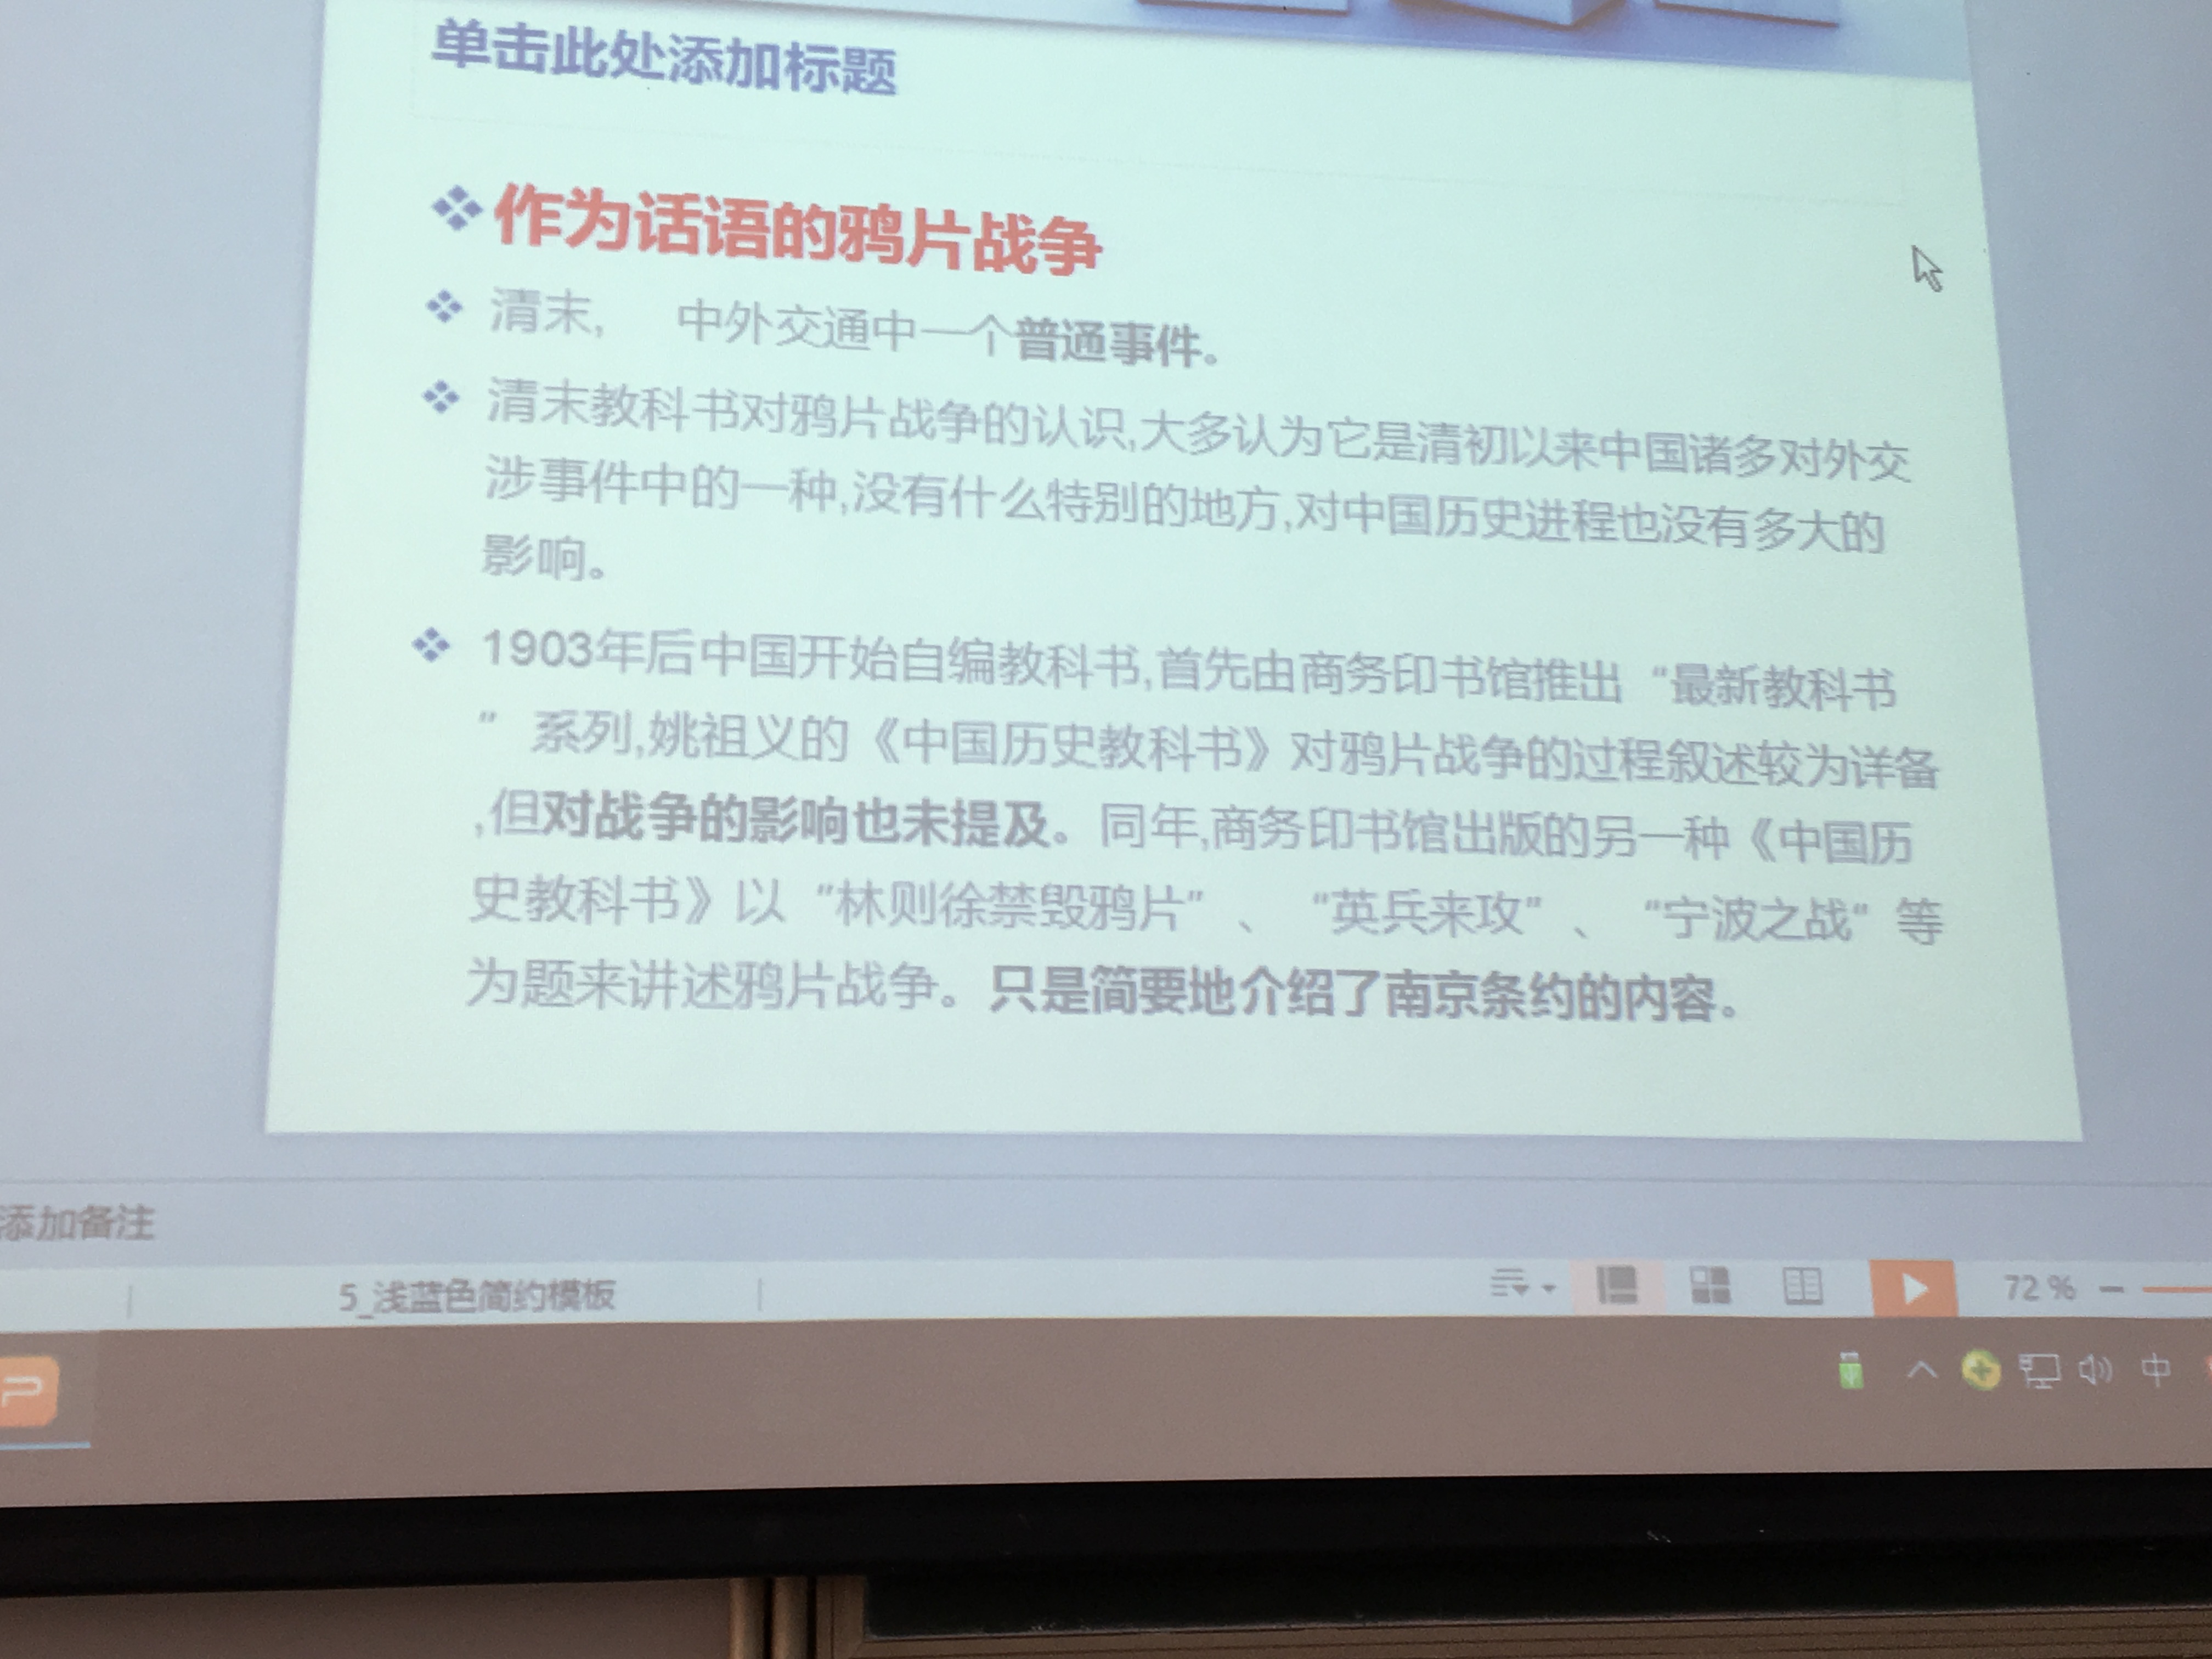 单击此处添加标题
作为话语的鸦片战争
清末, 中外交通中一个普通事件。
清末教科书对鸦片战争的认识,大多认为它是清初以来中国诸多对外交
涉事件中的一种,没有什么特别的地方,对中国历史进程也没有多大的
影响。
1903年后中国开始自编教科书,首先由商务印书馆推出“最新教科书
”系列,姚祖义的《中国历史教科书》对鸦片战争的过程叙述较为详备
,但对战争的影响也未提及。同年,商务印书馆出版的另一种《中国历
史教科书》以“林则徐禁毁鸦片”、“英兵来攻”、“宁波之战“等
为题来讲述鸦片战争。只是简要地介绍了南京条约的内容。
添加备注
5_浅蓝色简约模板
72 %
中